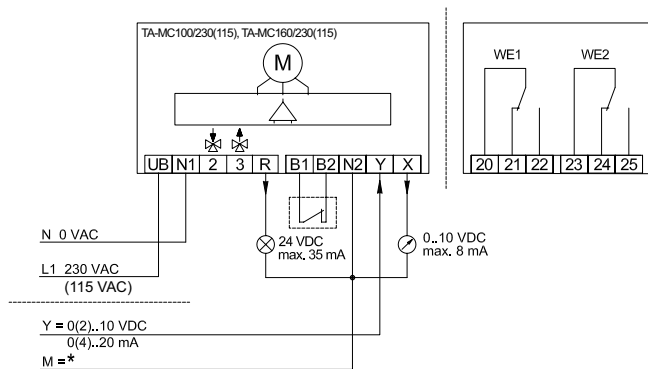 TA-MC100/230(115), TA-MC160/230(115)
M
WE1 WE2
UB N1 2 3 R B1 B2 N2 Y X
20 21 22 23 24 25
N 0 VAC
24 VDC
max. 35 mA
0..10 VDC
max. 8 mA
L1 230 VAC
(115 VAC)
Y = 0(2)..10 VDC
0(4)..20 mA
M = *